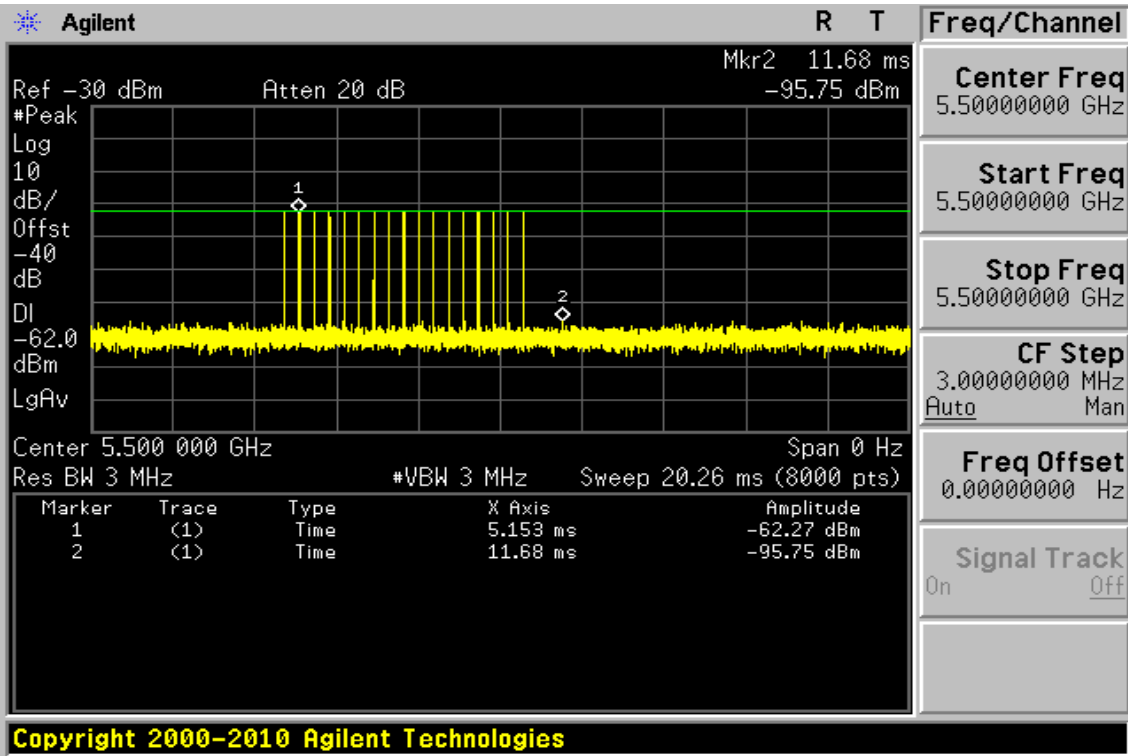 Agilent R T
Freq/Channel
Mkr2 11.68 ms
Ref -30 dBm Atten 20 dB -95.75 dBm
#Peak
Log
10
dB/
Offst
-40
dB
DI
-62.0
dBm
LgAv
1
2
Center 5.500 000 GHz Span 0 Hz
Res BW 3 MHz #VBW 3 MHz Sweep 20.26 ms (8000 pts)
Marker Trace Type X Axis Amplitude
1 (1) Time 5.153 ms -62.27 dBm
2 (1) Time 11.68 ms -95.75 dBm
Center Freq
5.50000000 GHz
Start Freq
5.50000000 GHz
Stop Freq
5.50000000 GHz
CF Step
3.00000000 MHz
Auto Man
Freq Offset
0.00000000 Hz
Signal Track
On Off
Copyright 2000-2010 Agilent Technologies